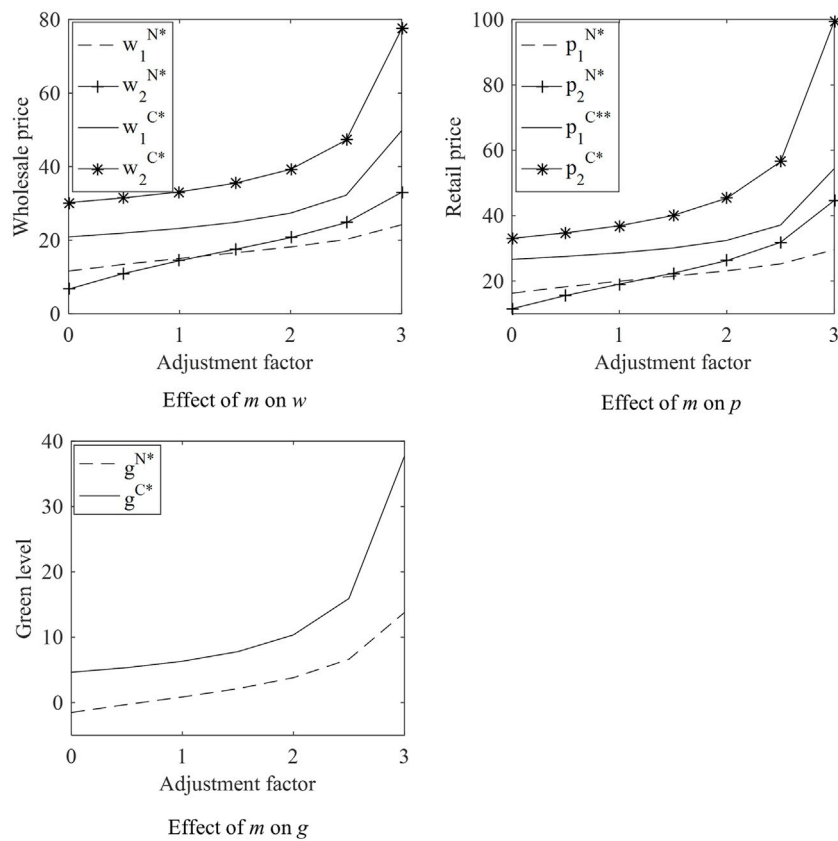 80
60
40
20
0
0
1
2
3
Wholesale price
Adjustment factor
w₁ᴺ*
w₂ᴺ*
w₁ᶜ*
w₂ᶜ*
Effect of m on w
100
80
60
40
20
0
1
2
3
Retail price
Adjustment factor
p₁ᴺ*
p₂ᴺ*
p₁ᶜ**
p₂ᶜ*
Effect of m on p
40
30
20
10
0
0
1
2
3
Green level
Adjustment factor
gᴺ*
gᶜ*
Effect of m on g